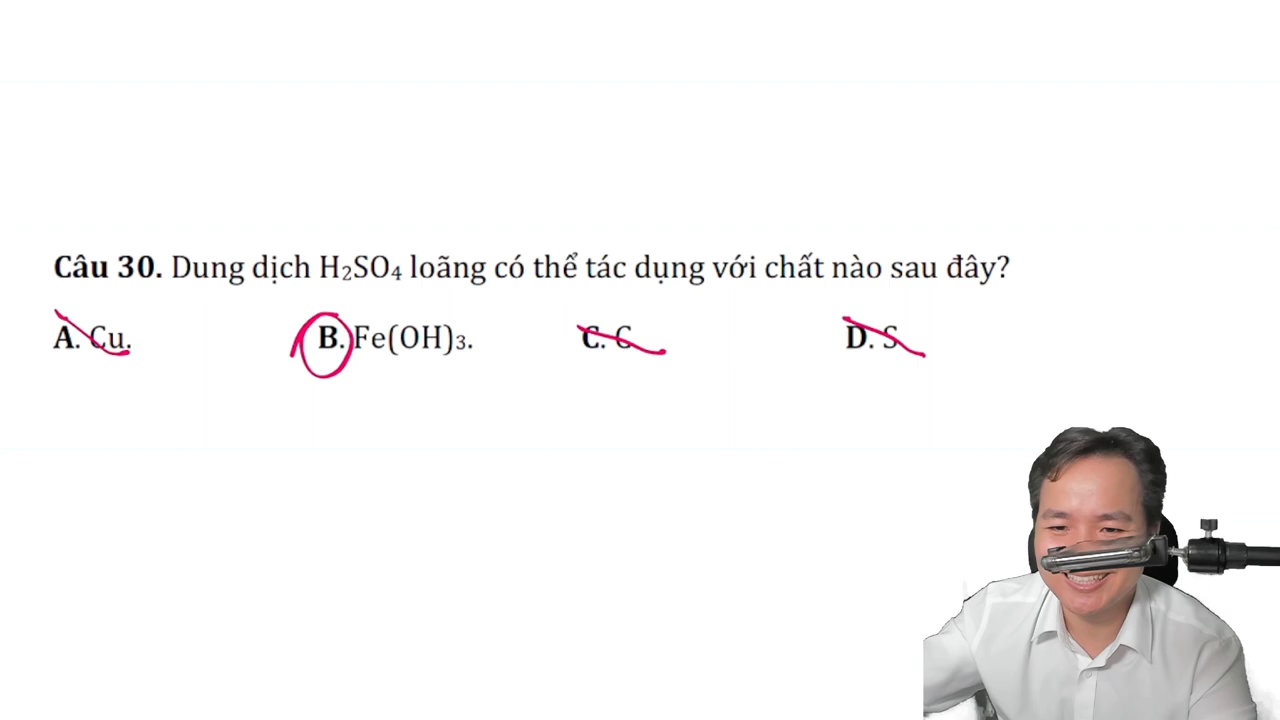 Câu 30. Dung dịch H₂SO₄ loãng có thể tác dụng với chất nào sau đây?
A. Cu. B. Fe(OH)₃. C. C D. S